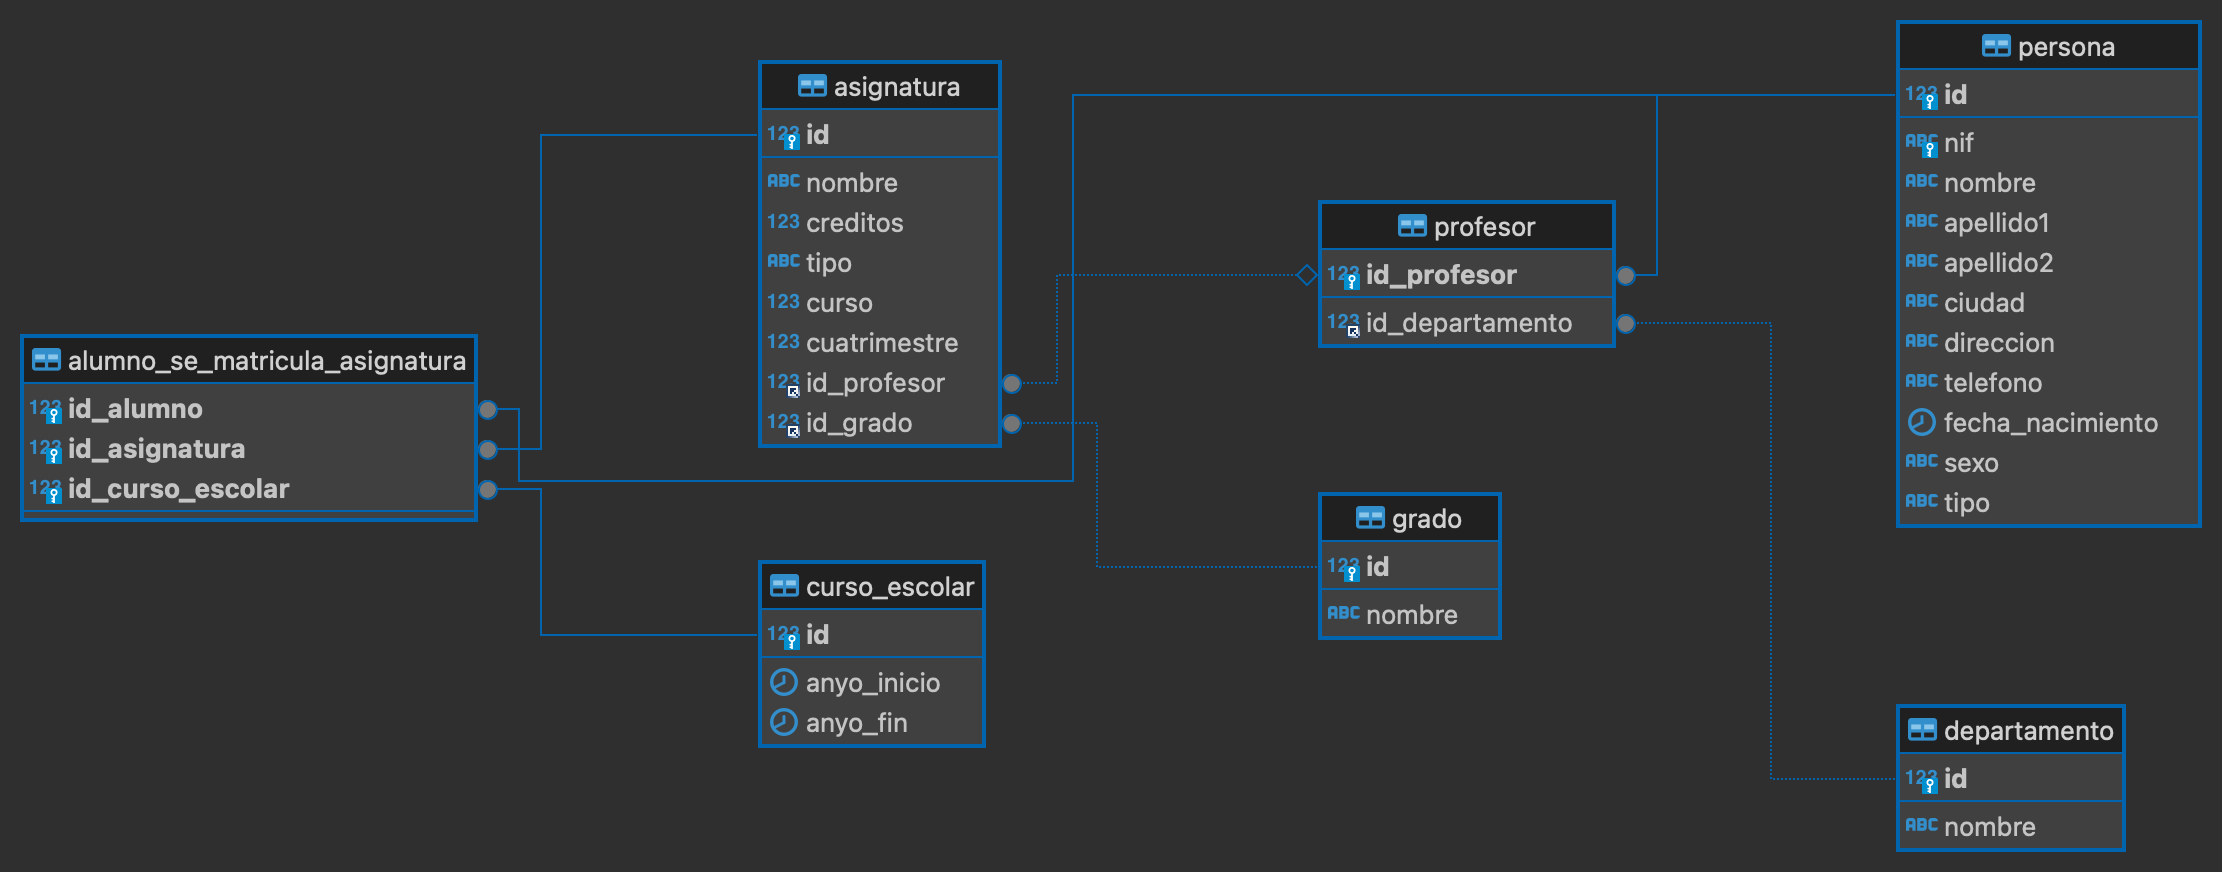 alumno_se_matricula_asignatura
123 id_alumno
123 id_asignatura
123 id_curso_escolar
asignatura
123 id
ABC nombre
123 creditos
ABC tipo
123 curso
123 cuatrimestre
123 id_profesor
123 id_grado
curso_escolar
123 id
anyo_inicio
anyo_fin
profesor
123 id_profesor
123 id_departamento
grado
123 id
ABC nombre
persona
123 id
ABC nif
ABC nombre
ABC apellido1
ABC apellido2
ABC ciudad
ABC direccion
ABC telefono
fecha_nacimiento
ABC sexo
ABC tipo
departamento
123 id
ABC nombre